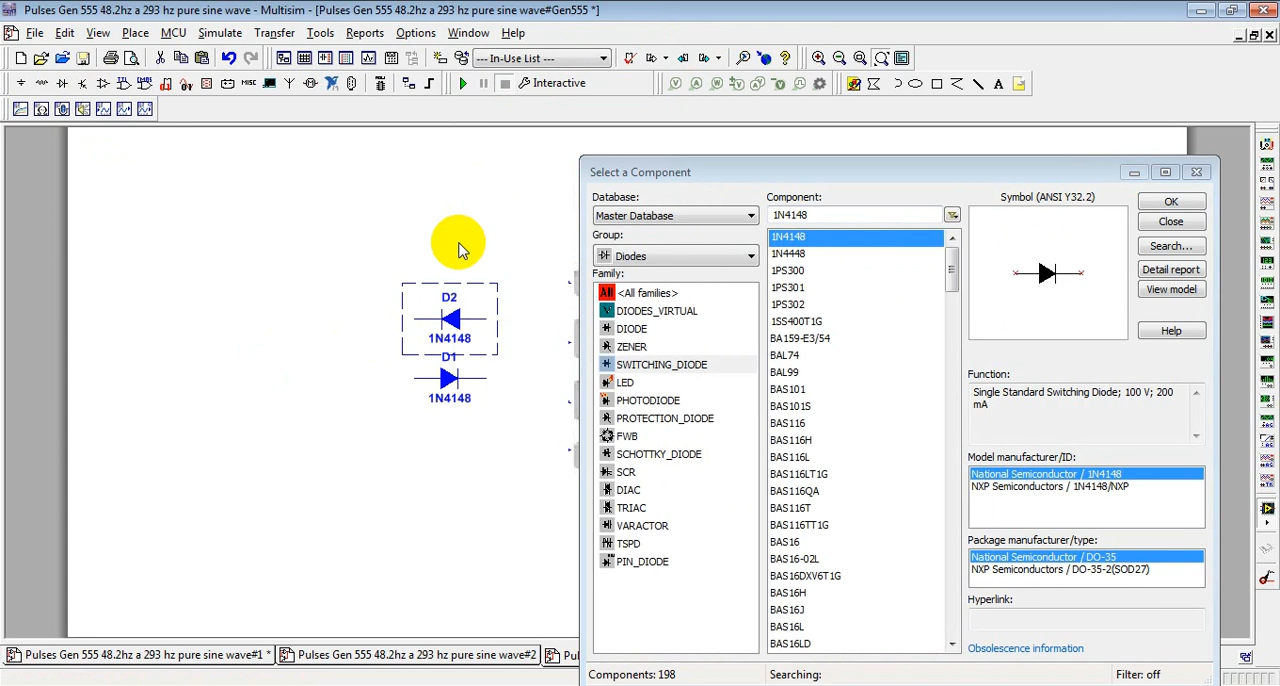 Pulses Gen 555 48.2hz a 293 hz pure sine wave - Multisim - [Pulses Gen 555 48.2hz a 293 hz pure sine wave#Gen555 *]
File Edit View Place MCU Simulate Transfer Tools Reports Options Window Help
--- In-Use List ---
MISC
Interactive
V A W
A
Select a Component
Database:
Master Database
Group:
Diodes
Family:
All <All families>
DIODES_VIRTUAL
DIODE
ZENER
SWITCHING_DIODE
LED
PHOTODIODE
PROTECTION_DIODE
FWB
SCHOTTKY_DIODE
SCR
DIAC
TRIAC
VARACTOR
TSPD
PIN_DIODE
Component:
1N4148
1N4148
1N4448
1PS300
1PS301
1PS302
1SS400T1G
BA159-E3/54
BAL74
BAL99
BAS101
BAS101S
BAS116
BAS116H
BAS116L
BAS116LT1G
BAS116QA
BAS116T
BAS116TT1G
BAS16
BAS16-02L
BAS16DXV6T1G
BAS16H
BAS16J
BAS16L
BAS16LD
Symbol (ANSI Y32.2)
OK
Close
Search...
Detail report
View model
Help
Function:
Single Standard Switching Diode; 100 V; 200
mA
Model manufacturer/ID:
National Semiconductor / 1N4148
NXP Semiconductors / 1N4148/NXP
Package manufacturer/type:
National Semiconductor / DO-35
NXP Semiconductors / DO-35-2(SOD27)
Hyperlink:
Obsolescence information
Components: 198
Searching:
Filter: off
D2
1N4148
D1
1N4148
Pulses Gen 555 48.2hz a 293 hz pure sine wave#1 *
Pulses Gen 555 48.2hz a 293 hz pure sine wave#2
Pu